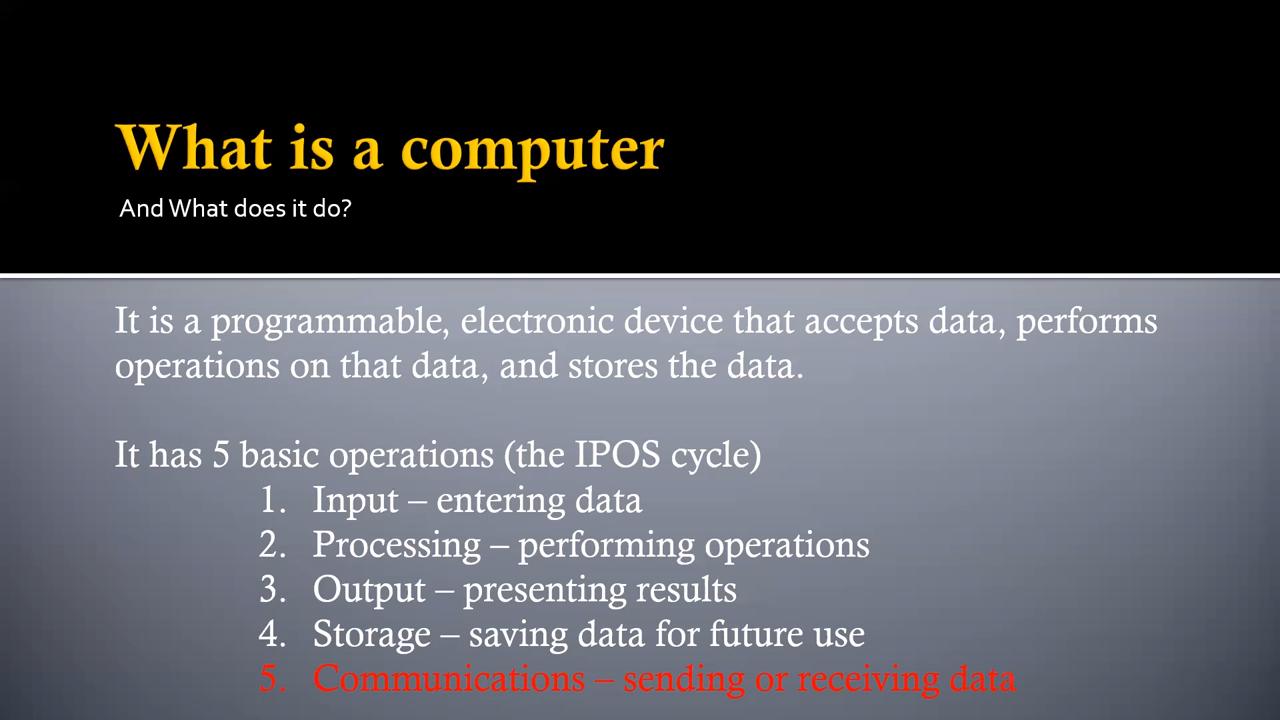 What is a computer
And What does it do?
It is a programmable, electronic device that accepts data, performs
operations on that data, and stores the data.
It has 5 basic operations (the IPOS cycle)
1. Input – entering data
2. Processing – performing operations
3. Output – presenting results
4. Storage – saving data for future use
5. Communications – sending or receiving data